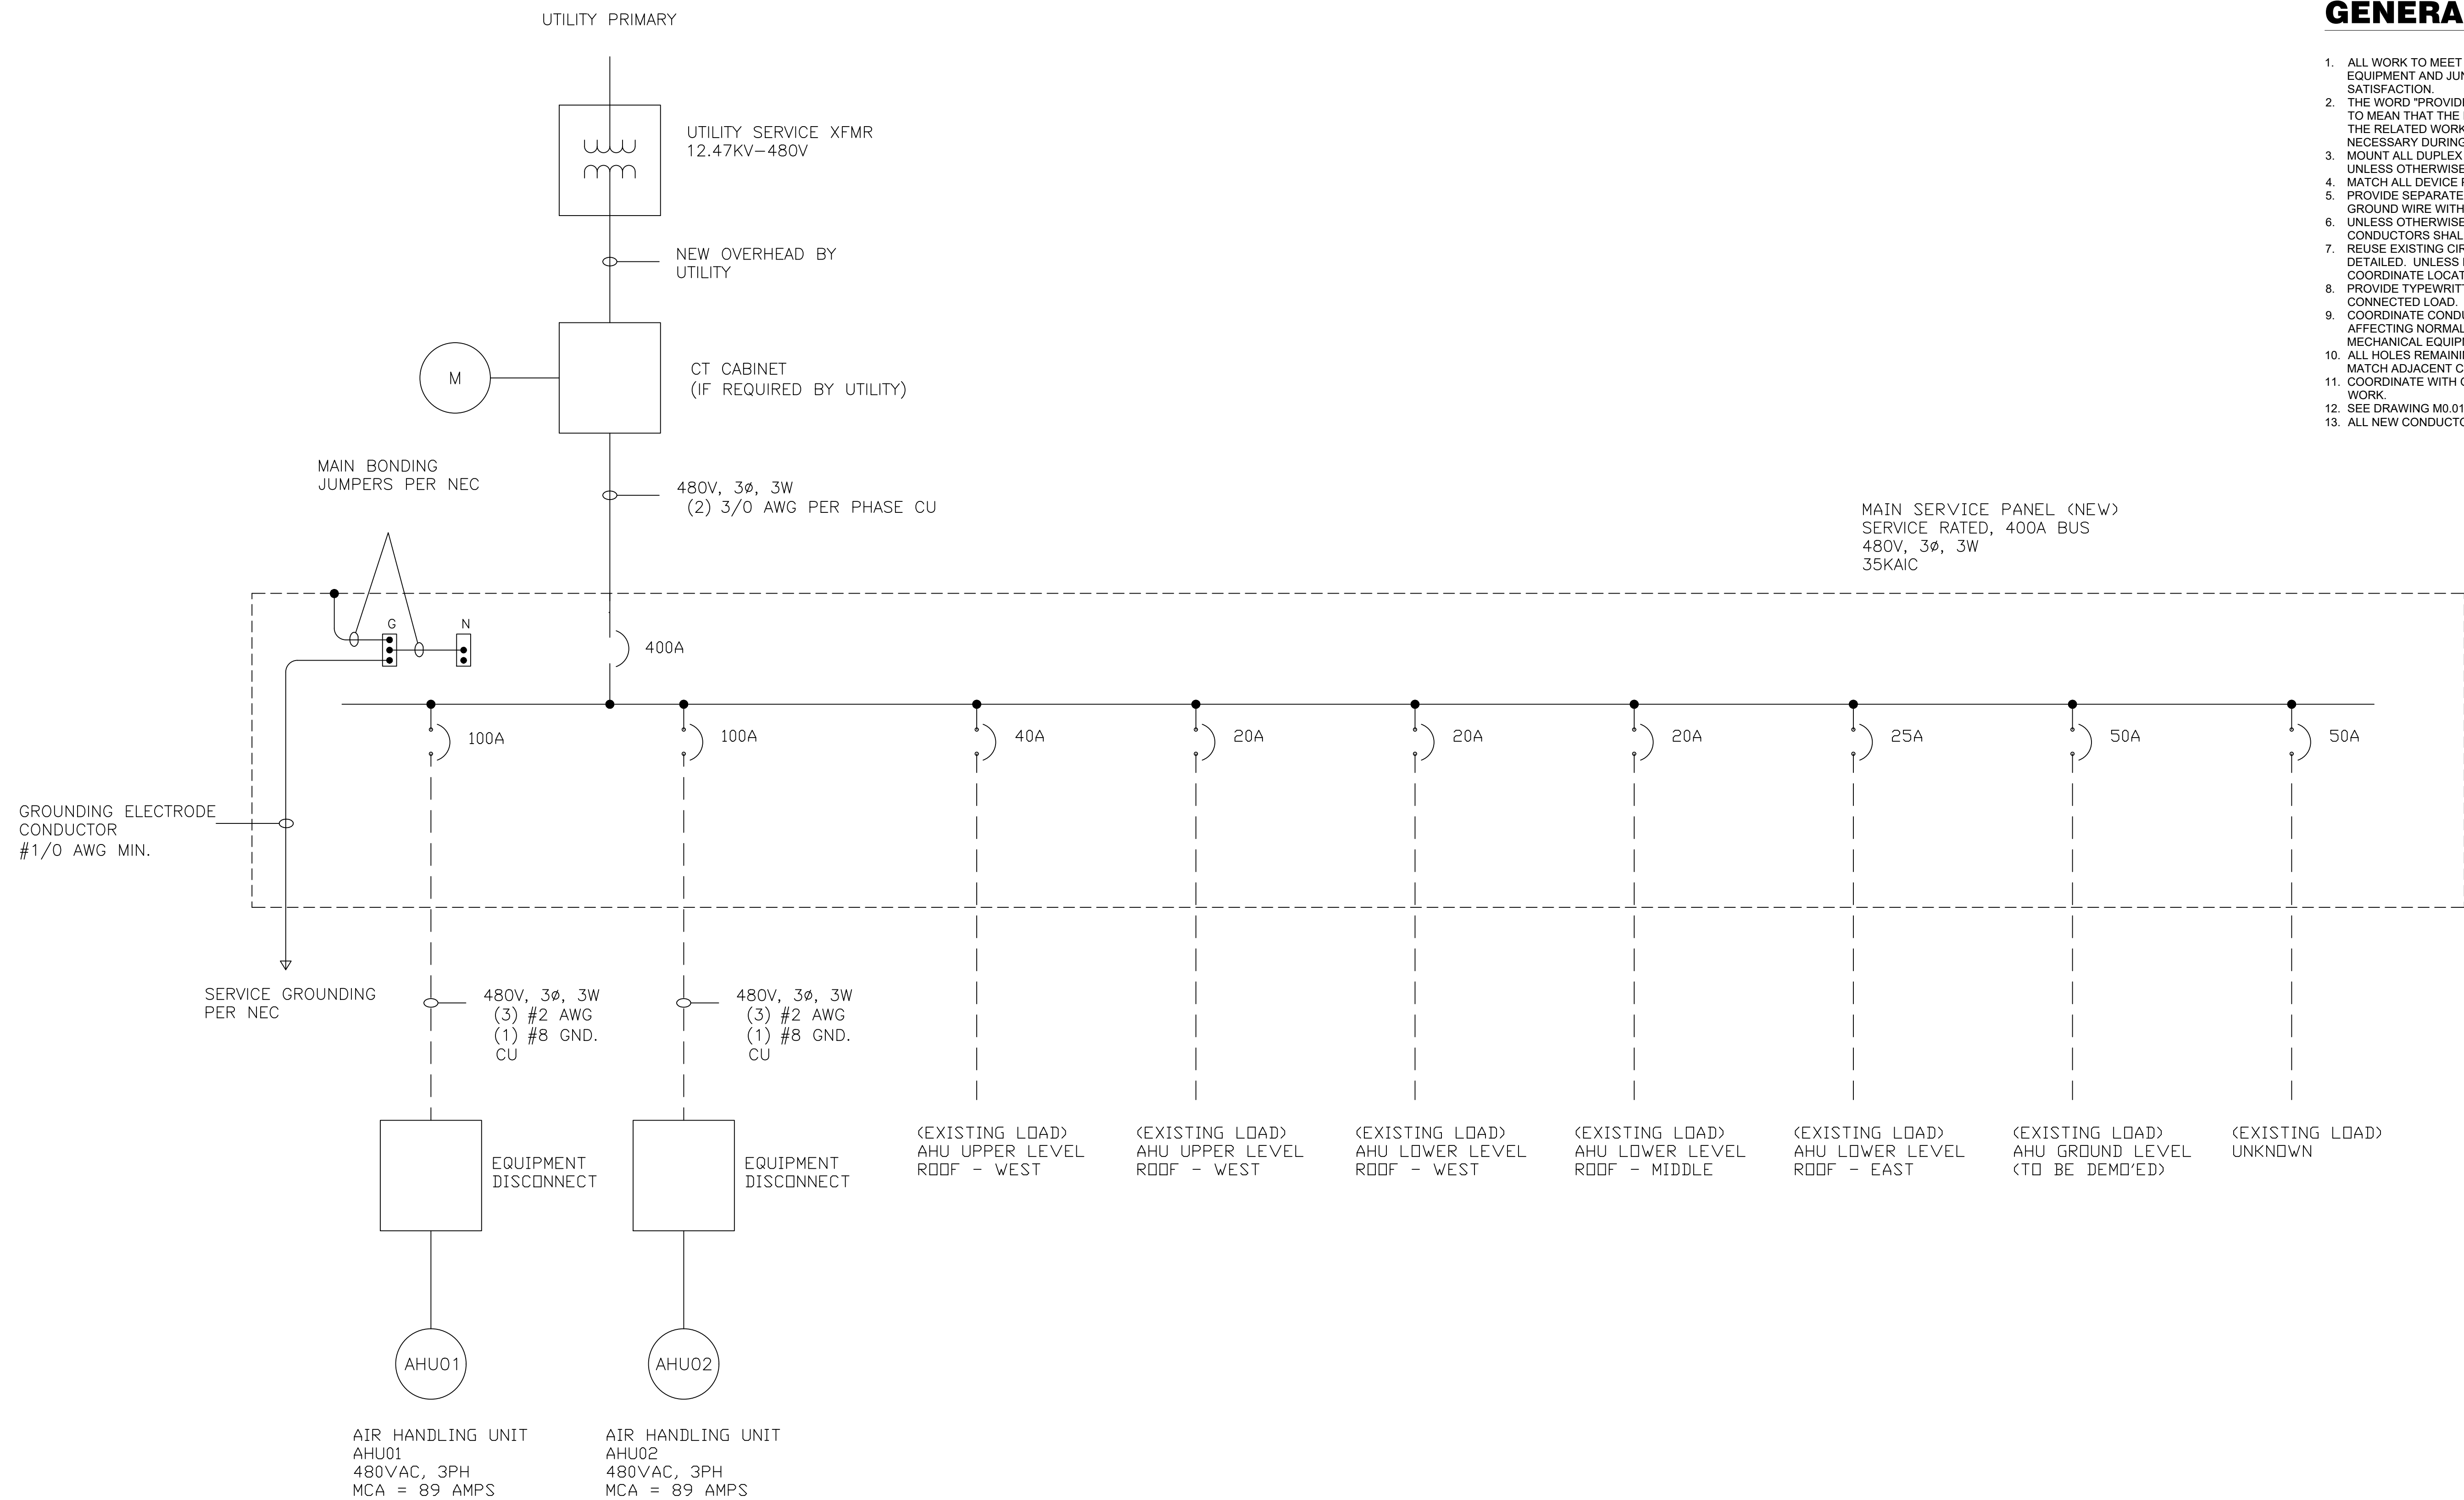 UTILITY PRIMARY
UTILITY SERVICE XFMR
12.47KV-480V
NEW OVERHEAD BY
UTILITY
M
CT CABINET
(IF REQUIRED BY UTILITY)
MAIN BONDING
JUMPERS PER NEC
480V, 3ø, 3W
(2) 3/0 AWG PER PHASE CU
MAIN SERVICE PANEL (NEW)
SERVICE RATED, 400A BUS
480V, 3ø, 3W
35KAIC
G
N
400A
100A
100A
40A
20A
20A
20A
25A
50A
50A
GROUNDING ELECTRODE
CONDUCTOR
#1/0 AWG MIN.
SERVICE GROUNDING
PER NEC
480V, 3ø, 3W
(3) #2 AWG
(1) #8 GND.
CU
480V, 3ø, 3W
(3) #2 AWG
(1) #8 GND.
CU
EQUIPMENT
DISCONNECT
EQUIPMENT
DISCONNECT
(EXISTING LOAD)
AHU UPPER LEVEL
ROOF - WEST
(EXISTING LOAD)
AHU UPPER LEVEL
ROOF - WEST
(EXISTING LOAD)
AHU LOWER LEVEL
ROOF - WEST
(EXISTING LOAD)
AHU LOWER LEVEL
ROOF - MIDDLE
(EXISTING LOAD)
AHU LOWER LEVEL
ROOF - EAST
(EXISTING LOAD)
AHU GROUND LEVEL
(TO BE DEMO'ED)
(EXISTING LOAD)
UNKNOWN
AHU01
AHU02
AIR HANDLING UNIT
AHU01
480VAC, 3PH
MCA = 89 AMPS
AIR HANDLING UNIT
AHU02
480VAC, 3PH
MCA = 89 AMPS
GENERA
1. ALL WORK TO MEET
EQUIPMENT AND JUN
SATISFACTION.
2. THE WORD "PROVIDE
TO MEAN THAT THE
THE RELATED WORK
NECESSARY DURING
3. MOUNT ALL DUPLEX
UNLESS OTHERWISE
4. MATCH ALL DEVICE
5. PROVIDE SEPARATE
GROUND WIRE WITH
6. UNLESS OTHERWISE
CONDUCTORS SHAL
7. REUSE EXISTING CIR
DETAILED. UNLESS
COORDINATE LOCAT
8. PROVIDE TYPEWRIT
CONNECTED LOAD.
9. COORDINATE CONDU
AFFECTING NORMAL
MECHANICAL EQUIP
10. ALL HOLES REMAINI
MATCH ADJACENT C
11. COORDINATE WITH
WORK.
12. SEE DRAWING M0.01
13. ALL NEW CONDUCTO